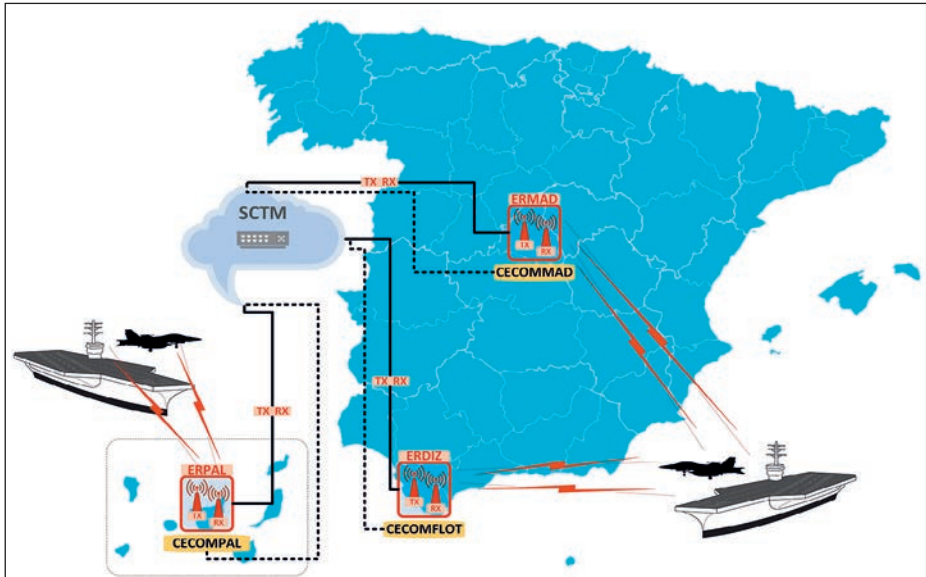 TX RX
ERMAD
SCTM
TX
RX
CECOMMAD
TX RX
TX RX
ERPAL
ERDIZ
TX
RX
TX
RX
CECOMFLOT
CECOMPAL